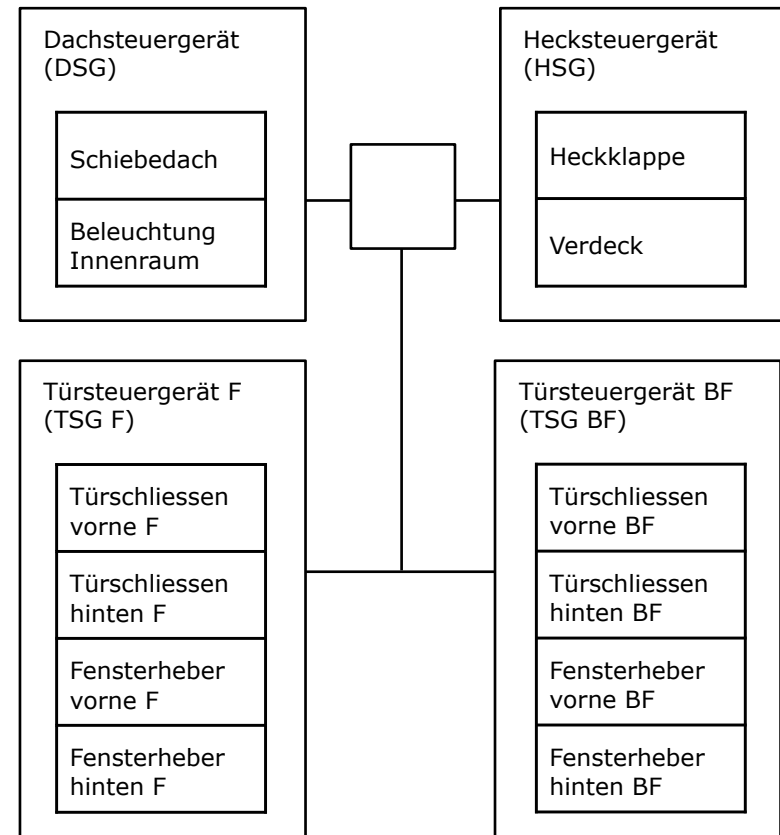 Dachsteuergerät
(DSG)
Schiebedach
Beleuchtung
Innenraum
Hecksteuergerät
(HSG)
Heckklappe
Verdeck
Türsteuergerät F
(TSG F)
Türschliessen
vorne F
Türschliessen
hinten F
Fensterheber
vorne F
Fensterheber
hinten F
Türsteuergerät BF
(TSG BF)
Türschliessen
vorne BF
Türschliessen
hinten BF
Fensterheber
vorne BF
Fensterheber
hinten BF